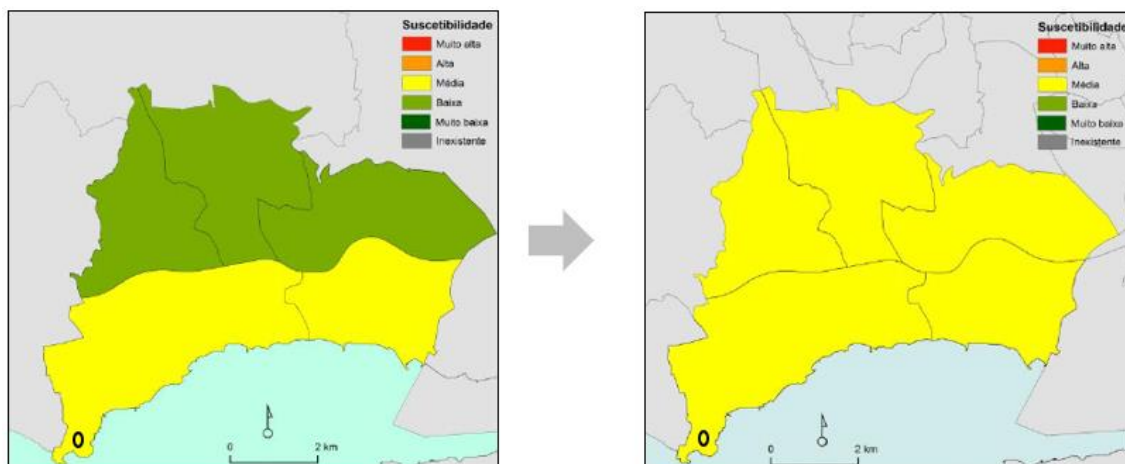 Suscetibilidade
Muito alta
Alta
Média
Baixa
Muito baixa
Inexistente
0
0 2 km
Suscetibilidade
Muito alta
Alta
Média
Baixa
Muito baixa
Inexistente
0
0 2 km